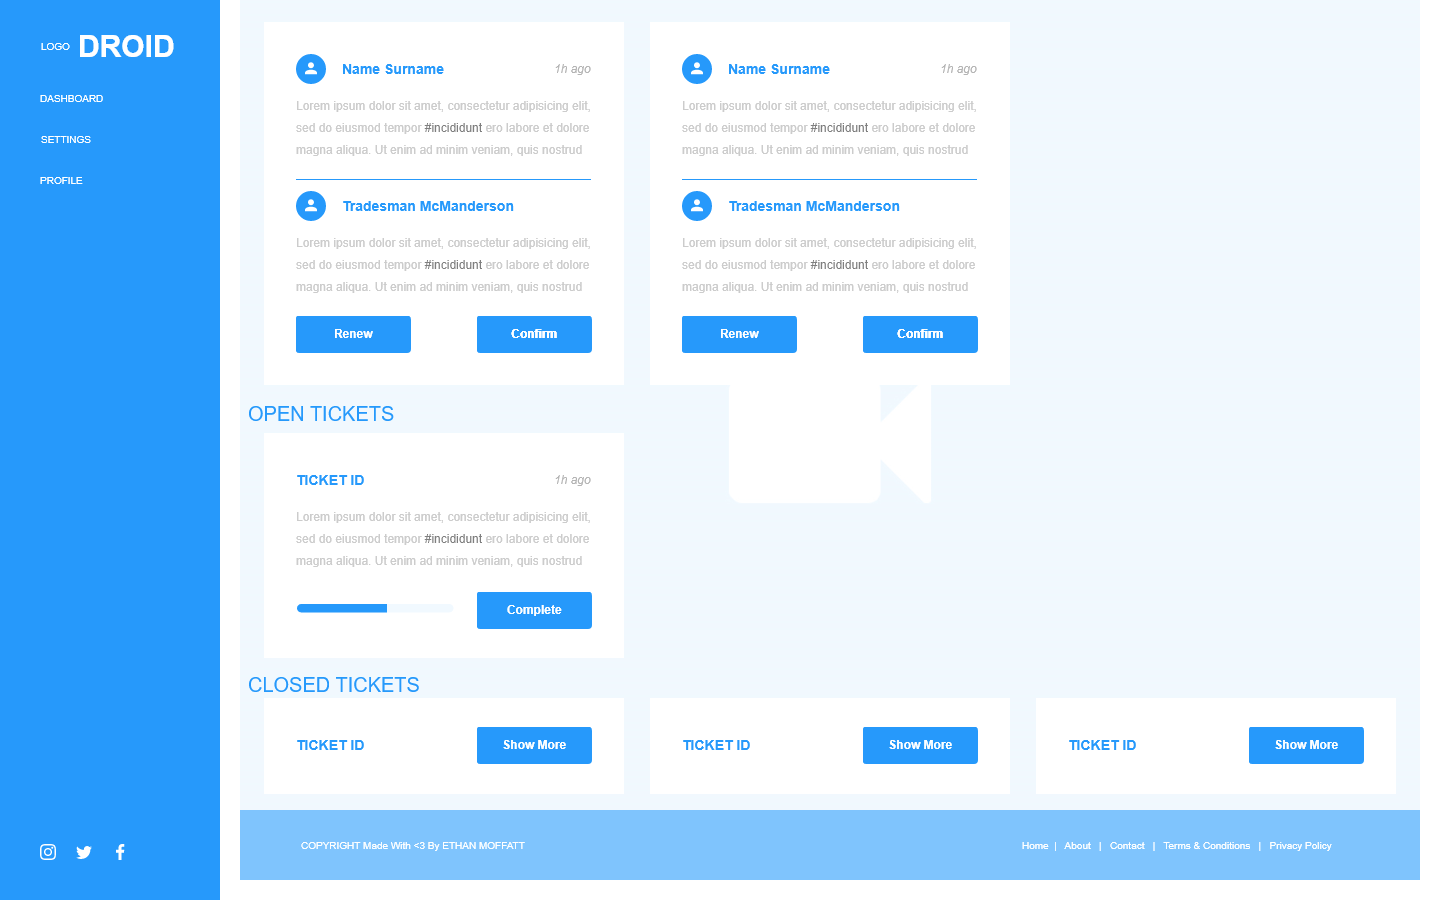 LOGO DROID
DASHBOARD
SETTINGS
PROFILE
Name Surname 1h ago
Lorem ipsum dolor sit amet, consectetur adipisicing elit,
sed do eiusmod tempor #incididunt ero labore et dolore
magna aliqua. Ut enim ad minim veniam, quis nostrud
Tradesman McManderson
Lorem ipsum dolor sit amet, consectetur adipisicing elit,
sed do eiusmod tempor #incididunt ero labore et dolore
magna aliqua. Ut enim ad minim veniam, quis nostrud
Renew Confirm
Name Surname 1h ago
Lorem ipsum dolor sit amet, consectetur adipisicing elit,
sed do eiusmod tempor #incididunt ero labore et dolore
magna aliqua. Ut enim ad minim veniam, quis nostrud
Tradesman McManderson
Lorem ipsum dolor sit amet, consectetur adipisicing elit,
sed do eiusmod tempor #incididunt ero labore et dolore
magna aliqua. Ut enim ad minim veniam, quis nostrud
Renew Confirm
OPEN TICKETS
TICKET ID 1h ago
Lorem ipsum dolor sit amet, consectetur adipisicing elit,
sed do eiusmod tempor #incididunt ero labore et dolore
magna aliqua. Ut enim ad minim veniam, quis nostrud
Complete
CLOSED TICKETS
TICKET ID Show More
TICKET ID Show More
TICKET ID Show More
COPYRIGHT Made With <3 By ETHAN MOFFATT
Home | About | Contact | Terms & Conditions | Privacy Policy